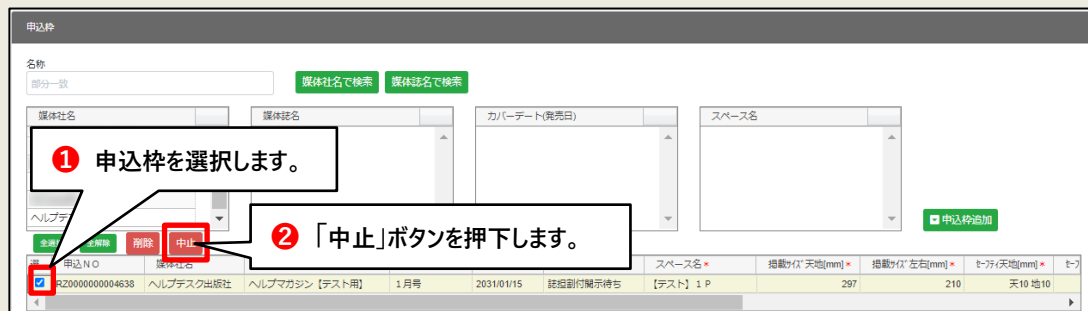 申込枠
名称
部分一致
媒体社名で検索
媒体誌名で検索
媒体社名
媒体誌名
カバーデート(発売日)
スペース名
❶ 申込枠を選択します。
ヘルプデ
申込枠追加
❷ 「中止」ボタンを押下します。
全選
全解除
削除
中止
選
申込NO
媒体社名
スペース名*
掲載ｻｲｽﾞ天地[mm]*
掲載ｻｲｽﾞ左右[mm]*
ｾｰﾌﾃｨ天地[mm]*
ｾｰﾌ
RZ0000000004638 ヘルプデスク出版社 ヘルプマガジン【テスト用】 1月号 2031/01/15 誌担割付開示待ち 【テスト】1P 297 210 天10 地10